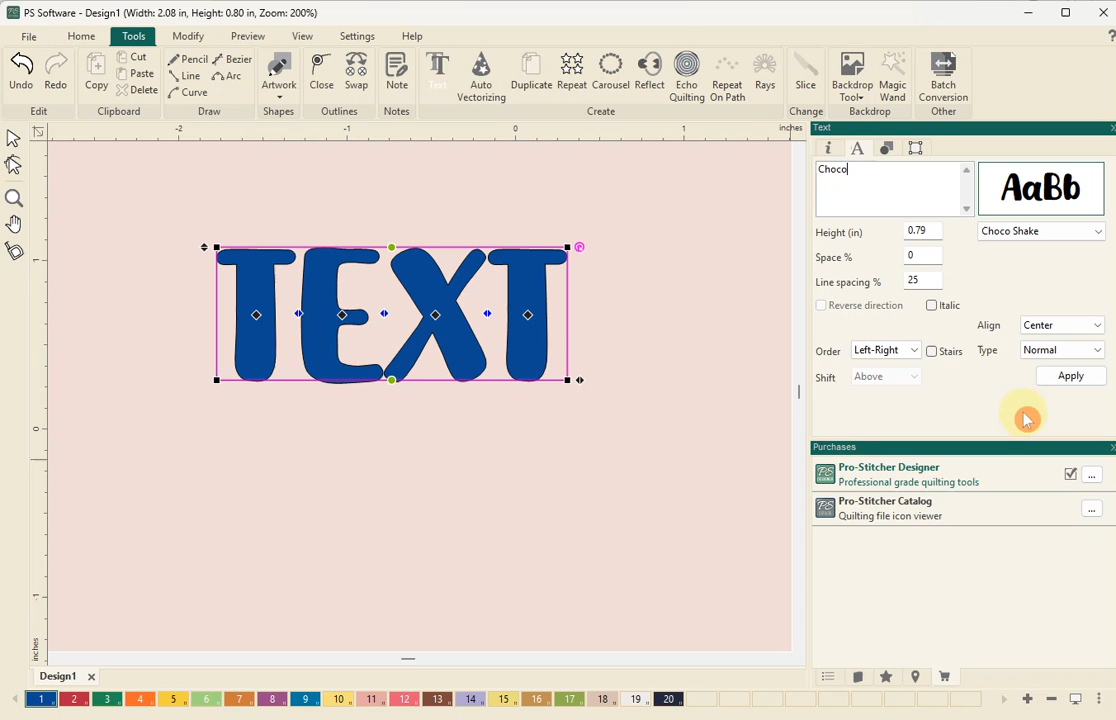 PS Software - Design1 (Width: 2.08 in, Height: 0.80 in, Zoom: 200%)
File Home Tools Modify Preview View Settings Help
Undo Redo
Edit
Copy
Cut
Paste
Delete
Clipboard
Pencil Bezier
Line Arc
Curve
Draw
Artwork
Shapes
Close Swap
Outlines
Note
Notes
Text
Auto Vectorizing
Duplicate
Repeat
Carousel
Reflect
Echo Quilting
Repeat On Path
Rays
Create
Slice
Change
Backdrop Tool
Magic Wand
Backdrop
Batch Conversion
Other
-2 -1 0 1 inches
1
0
-1
inches
TEXT
Text
Choco
AaBb
Height (in) 0.79 Choco Shake
Space % 0
Line spacing % 25
Reverse direction Italic
Align Center
Order Left-Right Stairs Type Normal
Shift Above Apply
Purchases
Pro-Stitcher Designer
Professional grade quilting tools
...
Pro-Stitcher Catalog
Quilting file icon viewer
...
Design1
1 2 3 4 5 6 7 8 9 10 11 12 13 14 15 16 17 18 19 20